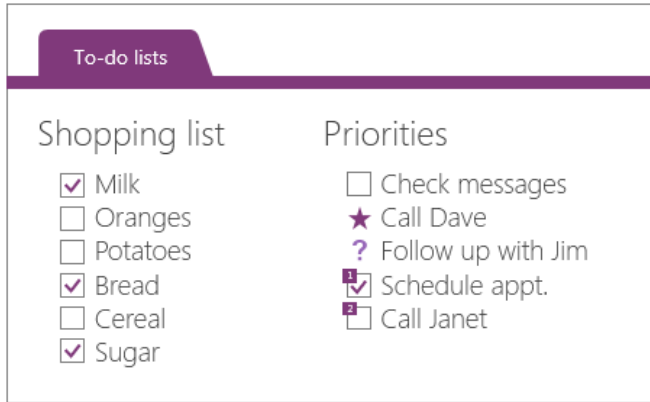 To-do lists
Shopping list
Milk
Oranges
Potatoes
Bread
Cereal
Sugar
Priorities
Check messages
Call Dave
? Follow up with Jim
1 Schedule appt.
2 Call Janet